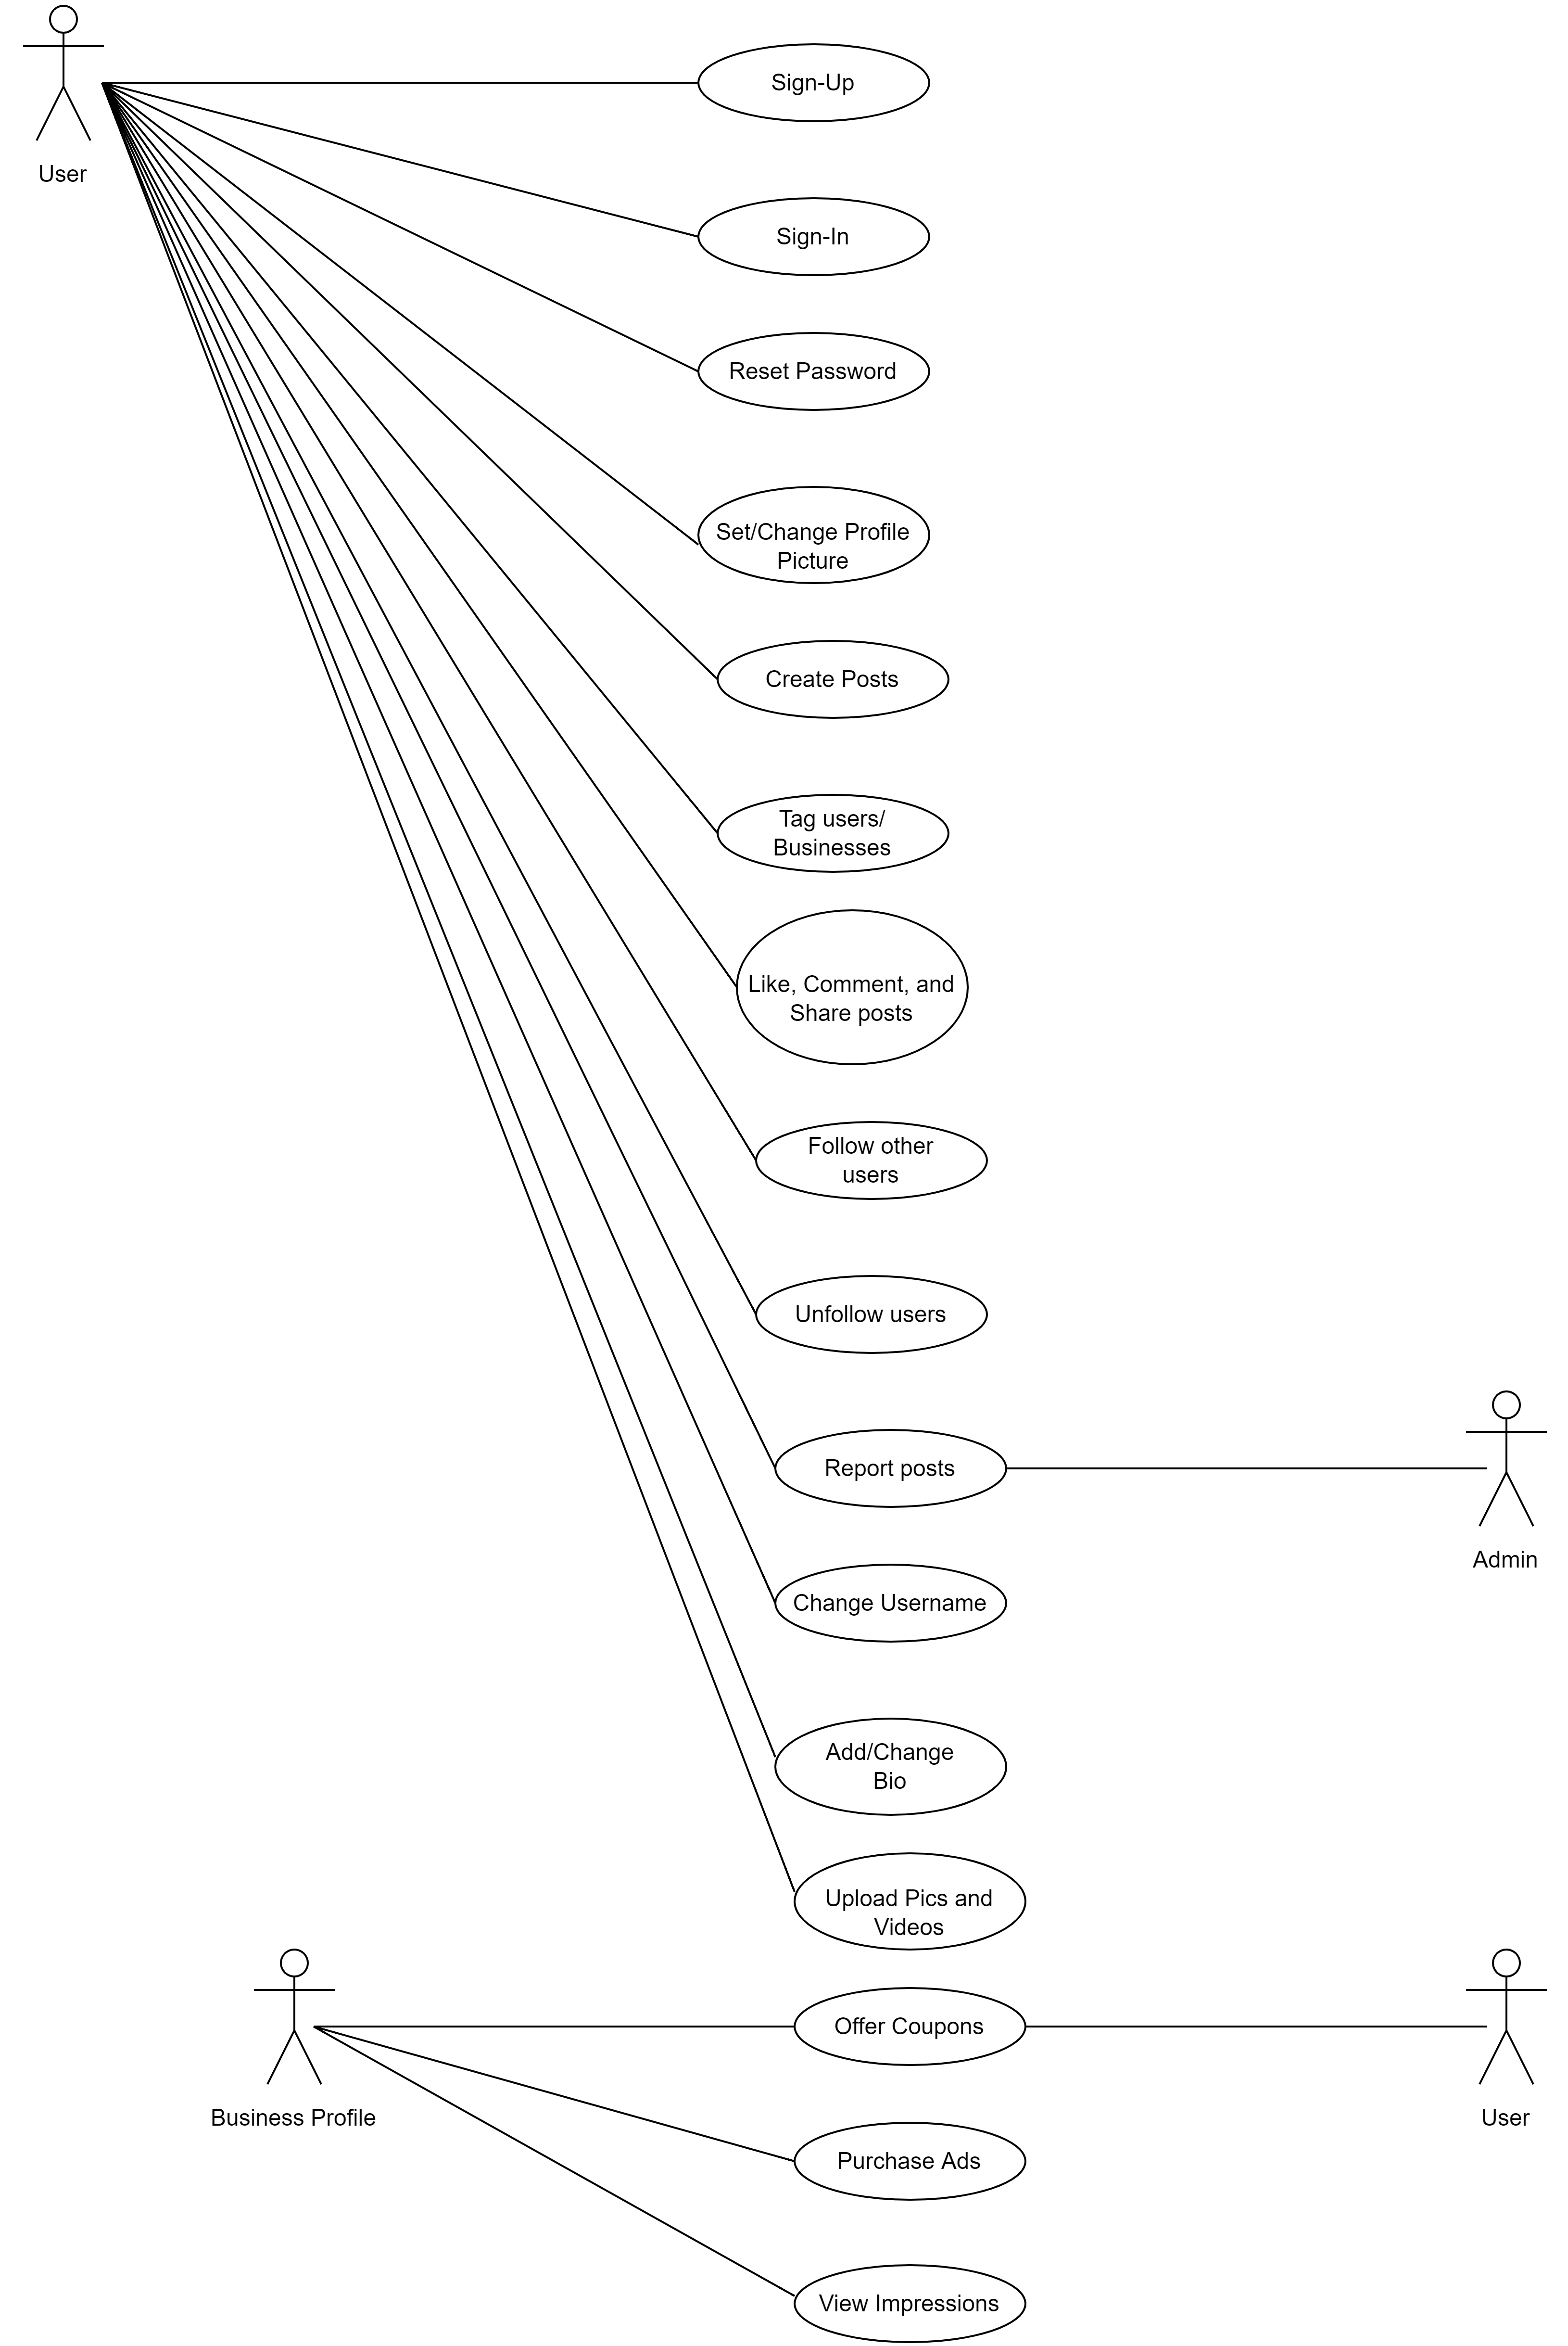 Sign-Up
User
Sign-In
Reset Password
Set/Change Profile
Picture
Create Posts
Tag users/
Businesses
Like, Comment, and
Share posts
Follow other
users
Unfollow users
Report posts
Admin
Change Username
Add/Change
Bio
Upload Pics and
Videos
Offer Coupons
Business Profile
User
Purchase Ads
View Impressions